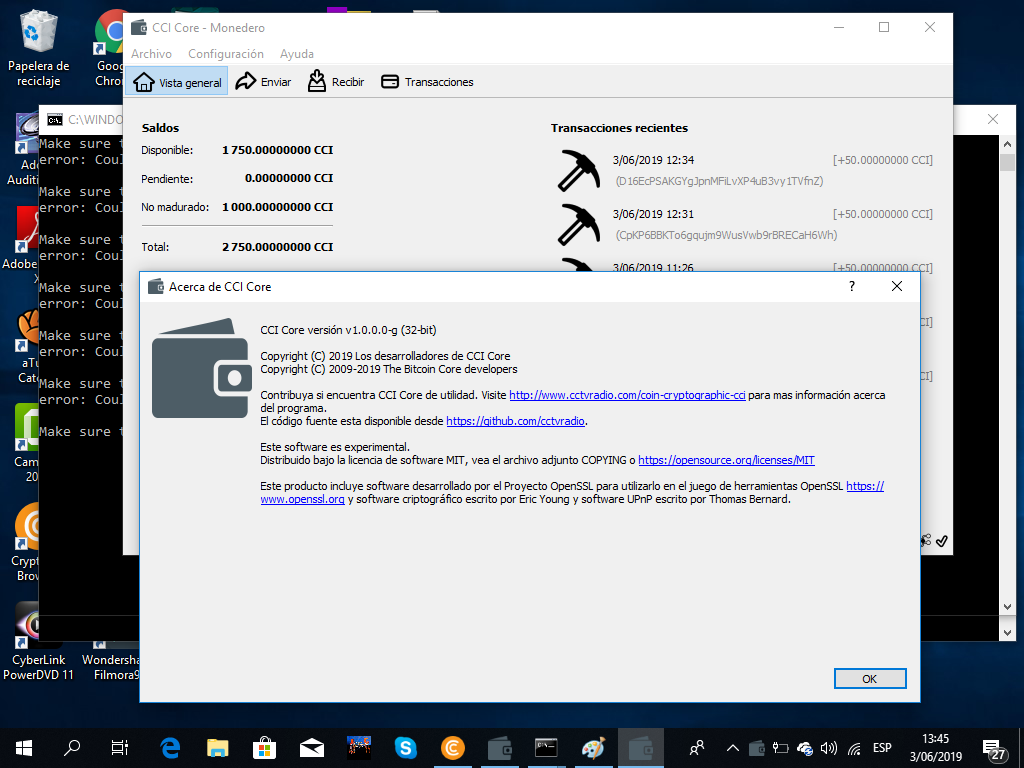 Papelera de
reciclaje
Goog
Chro
CCI Core - Monedero
Archivo Configuración Ayuda
Vista general Enviar Recibir Transacciones
C:\WINDO
Saldos
Disponible: 1 750.00000000 CCI
Pendiente: 0.00000000 CCI
No madurado: 1 000.00000000 CCI
Total: 2 750.00000000 CCI
Transacciones recientes
3/06/2019 12:34 [+50.00000000 CCI]
(D16EcPSAKGYgJpnMFiLvXP4uB3vy1TVfnZ)
3/06/2019 12:31 [+50.00000000 CCI]
(CpKP6BBKTo6gqujm9WusVwb9rBRECaH6Wh)
3/06/2019 11:26 [+50.00000000 CCI]
CI]
CI]
Make sure t
error: Coul
Make sure t
error: Coul
Make sure t
error: Coul
Make sure t
error: Coul
Make sure t
error: Coul
Make sure t
error: Coul
Make sure t
Ado
Auditi
Adobe
X
aTu
Catc
Cam
20
Crypt
Brow
CyberLink
PowerDVD 11
Wondersha
Filmora9
Acerca de CCI Core
?
CCI Core versión v1.0.0.0-g (32-bit)
Copyright (C) 2019 Los desarrolladores de CCI Core
Copyright (C) 2009-2019 The Bitcoin Core developers
Contribuya si encuentra CCI Core de utilidad. Visite http://www.cctvradio.com/coin-cryptographic-cci para mas información acerca
del programa.
El código fuente esta disponible desde https://github.com/cctvradio.
Este software es experimental.
Distribuido bajo la licencia de software MIT, vea el archivo adjunto COPYING o https://opensource.org/licenses/MIT
Este producto incluye software desarrollado por el Proyecto OpenSSL para utilizarlo en el juego de herramientas OpenSSL https://
www.openssl.org y software criptográfico escrito por Eric Young y software UPnP escrito por Thomas Bernard.
OK
ESP
13:45
3/06/2019
27